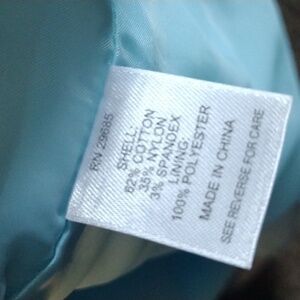 RN 29685
SHELL:
62% COTTON
35% NYLON
3% SPANDEX
LINING:
100% POLYESTER
MADE IN CHINA
SEE REVERSE FOR CARE